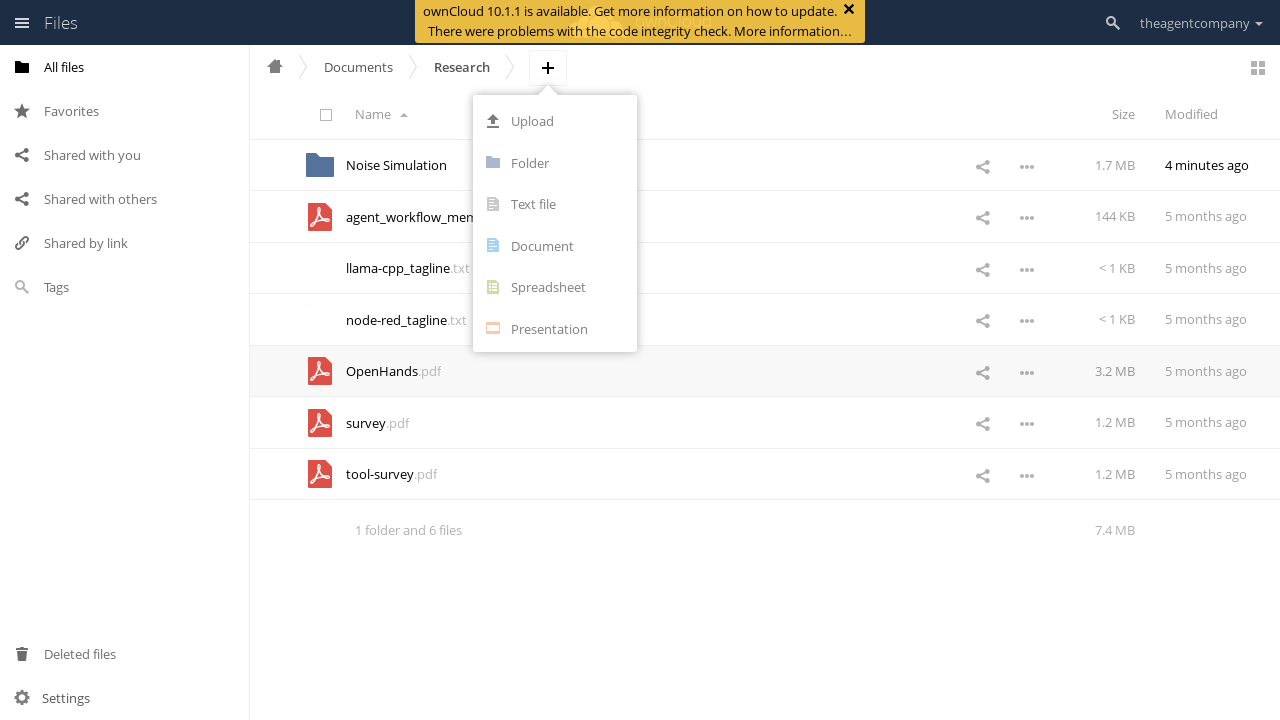 Files
ownCloud 10.1.1 is available. Get more information on how to update.
There were problems with the code integrity check. More information…
theagentcompany
All files
Favorites
Shared with you
Shared with others
Shared by link
Tags
Deleted files
Settings
Documents
Research
Name
Size
Modified
Upload
Folder
Text file
Document
Spreadsheet
Presentation
Noise Simulation 1.7 MB 4 minutes ago
agent_workflow_mem 144 KB 5 months ago
llama-cpp_tagline.txt < 1 KB 5 months ago
node-red_tagline.txt < 1 KB 5 months ago
OpenHands.pdf 3.2 MB 5 months ago
survey.pdf 1.2 MB 5 months ago
tool-survey.pdf 1.2 MB 5 months ago
1 folder and 6 files 7.4 MB